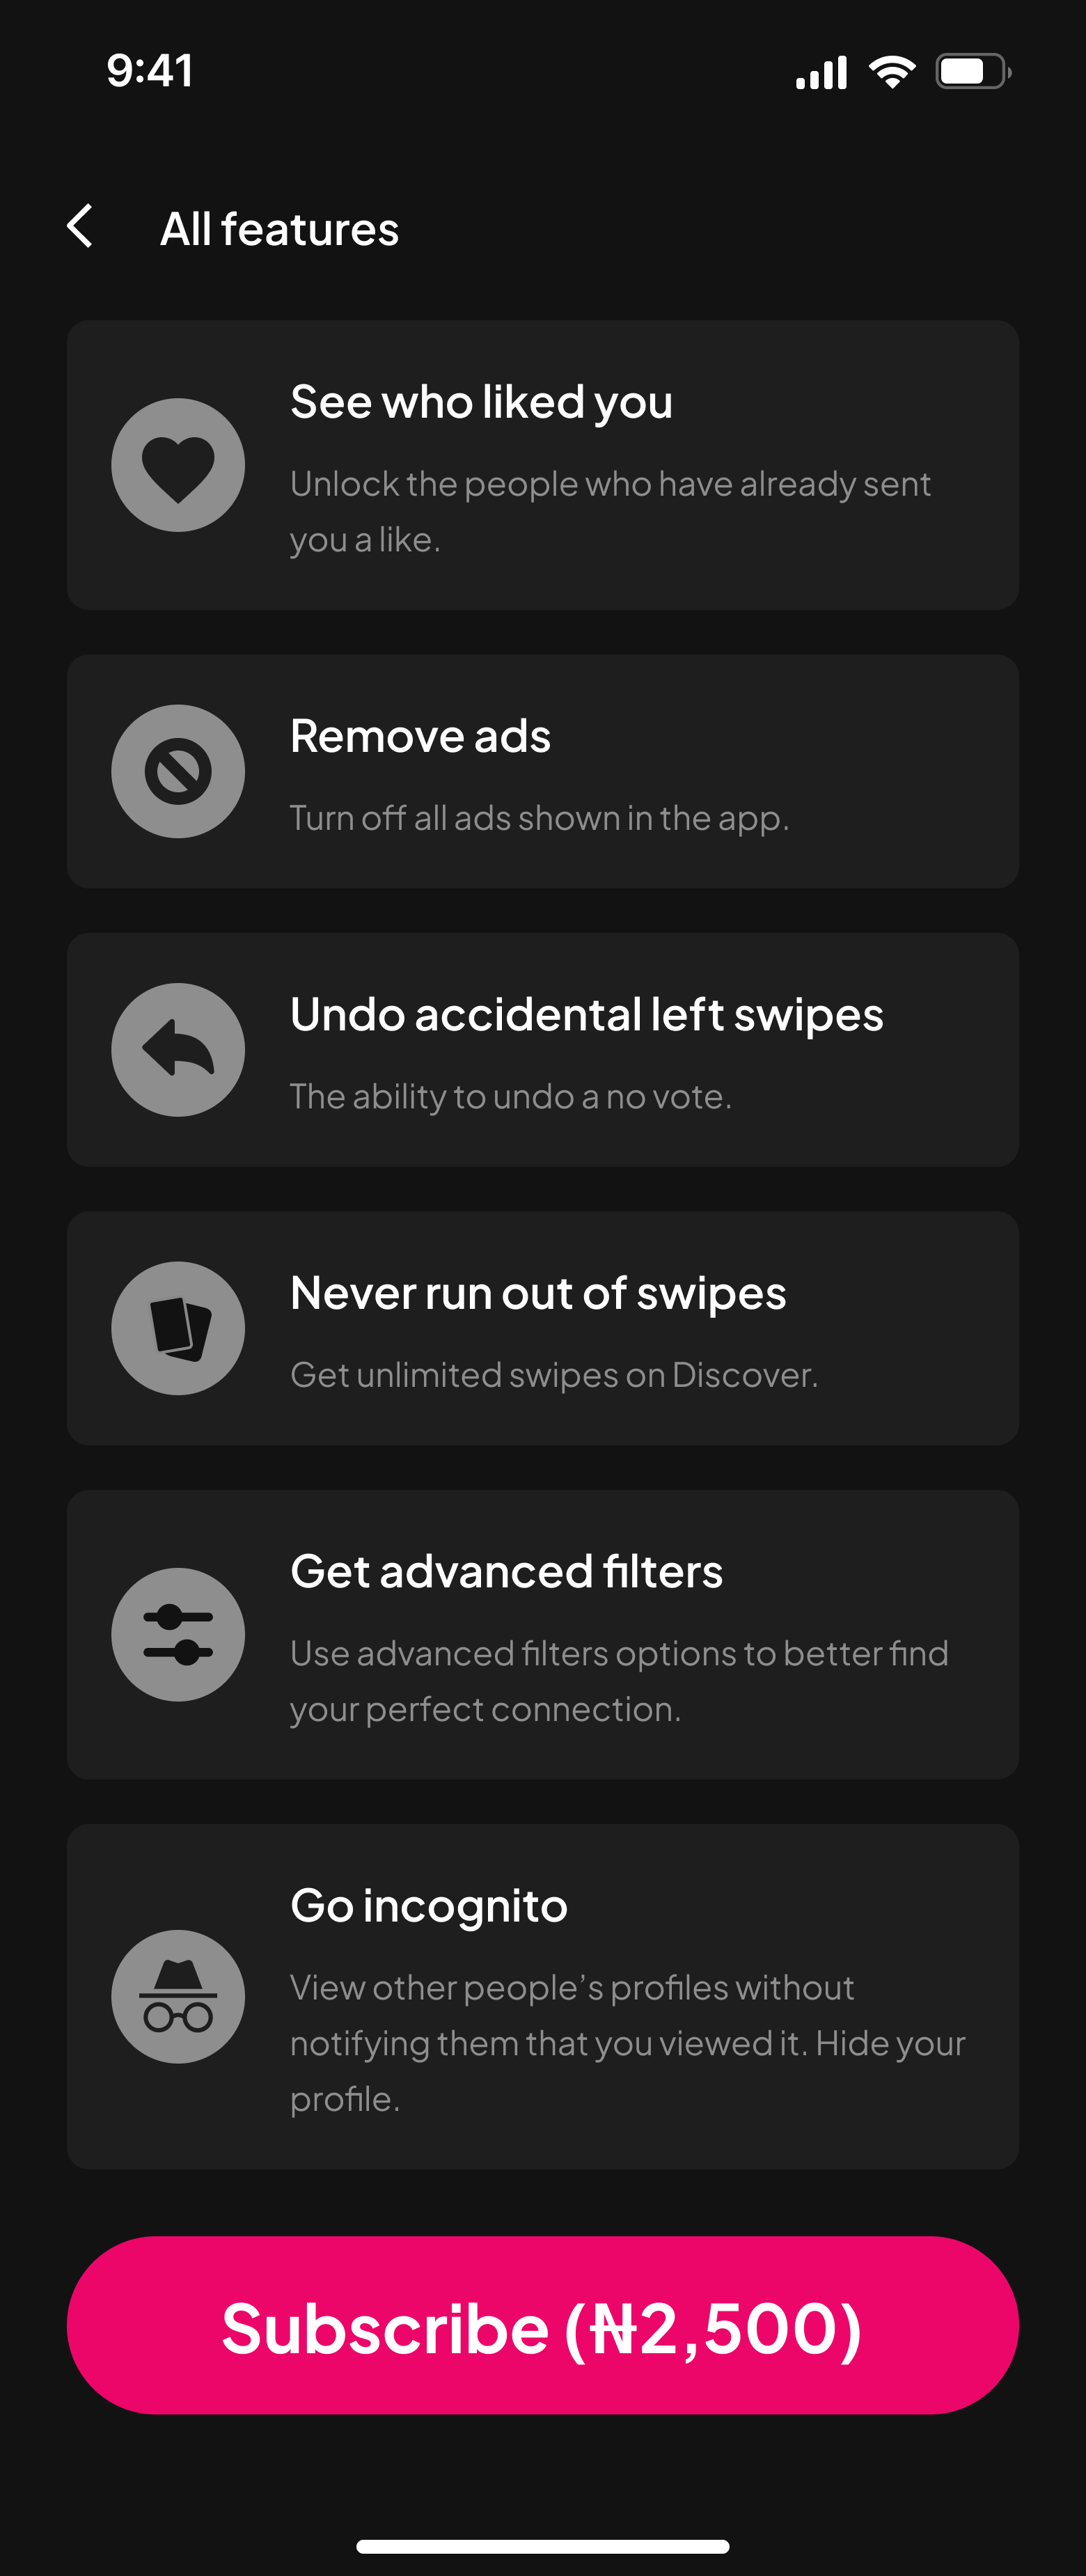 9:41
All features
See who liked you
Unlock the people who have already sent
you a like.
Remove ads
Turn off all ads shown in the app.
Undo accidental left swipes
The ability to undo a no vote.
Never run out of swipes
Get unlimited swipes on Discover.
Get advanced filters
Use advanced filters options to better find
your perfect connection.
Go incognito
View other people’s profiles without
notifying them that you viewed it. Hide your
profile.
Subscribe (₦2,500)